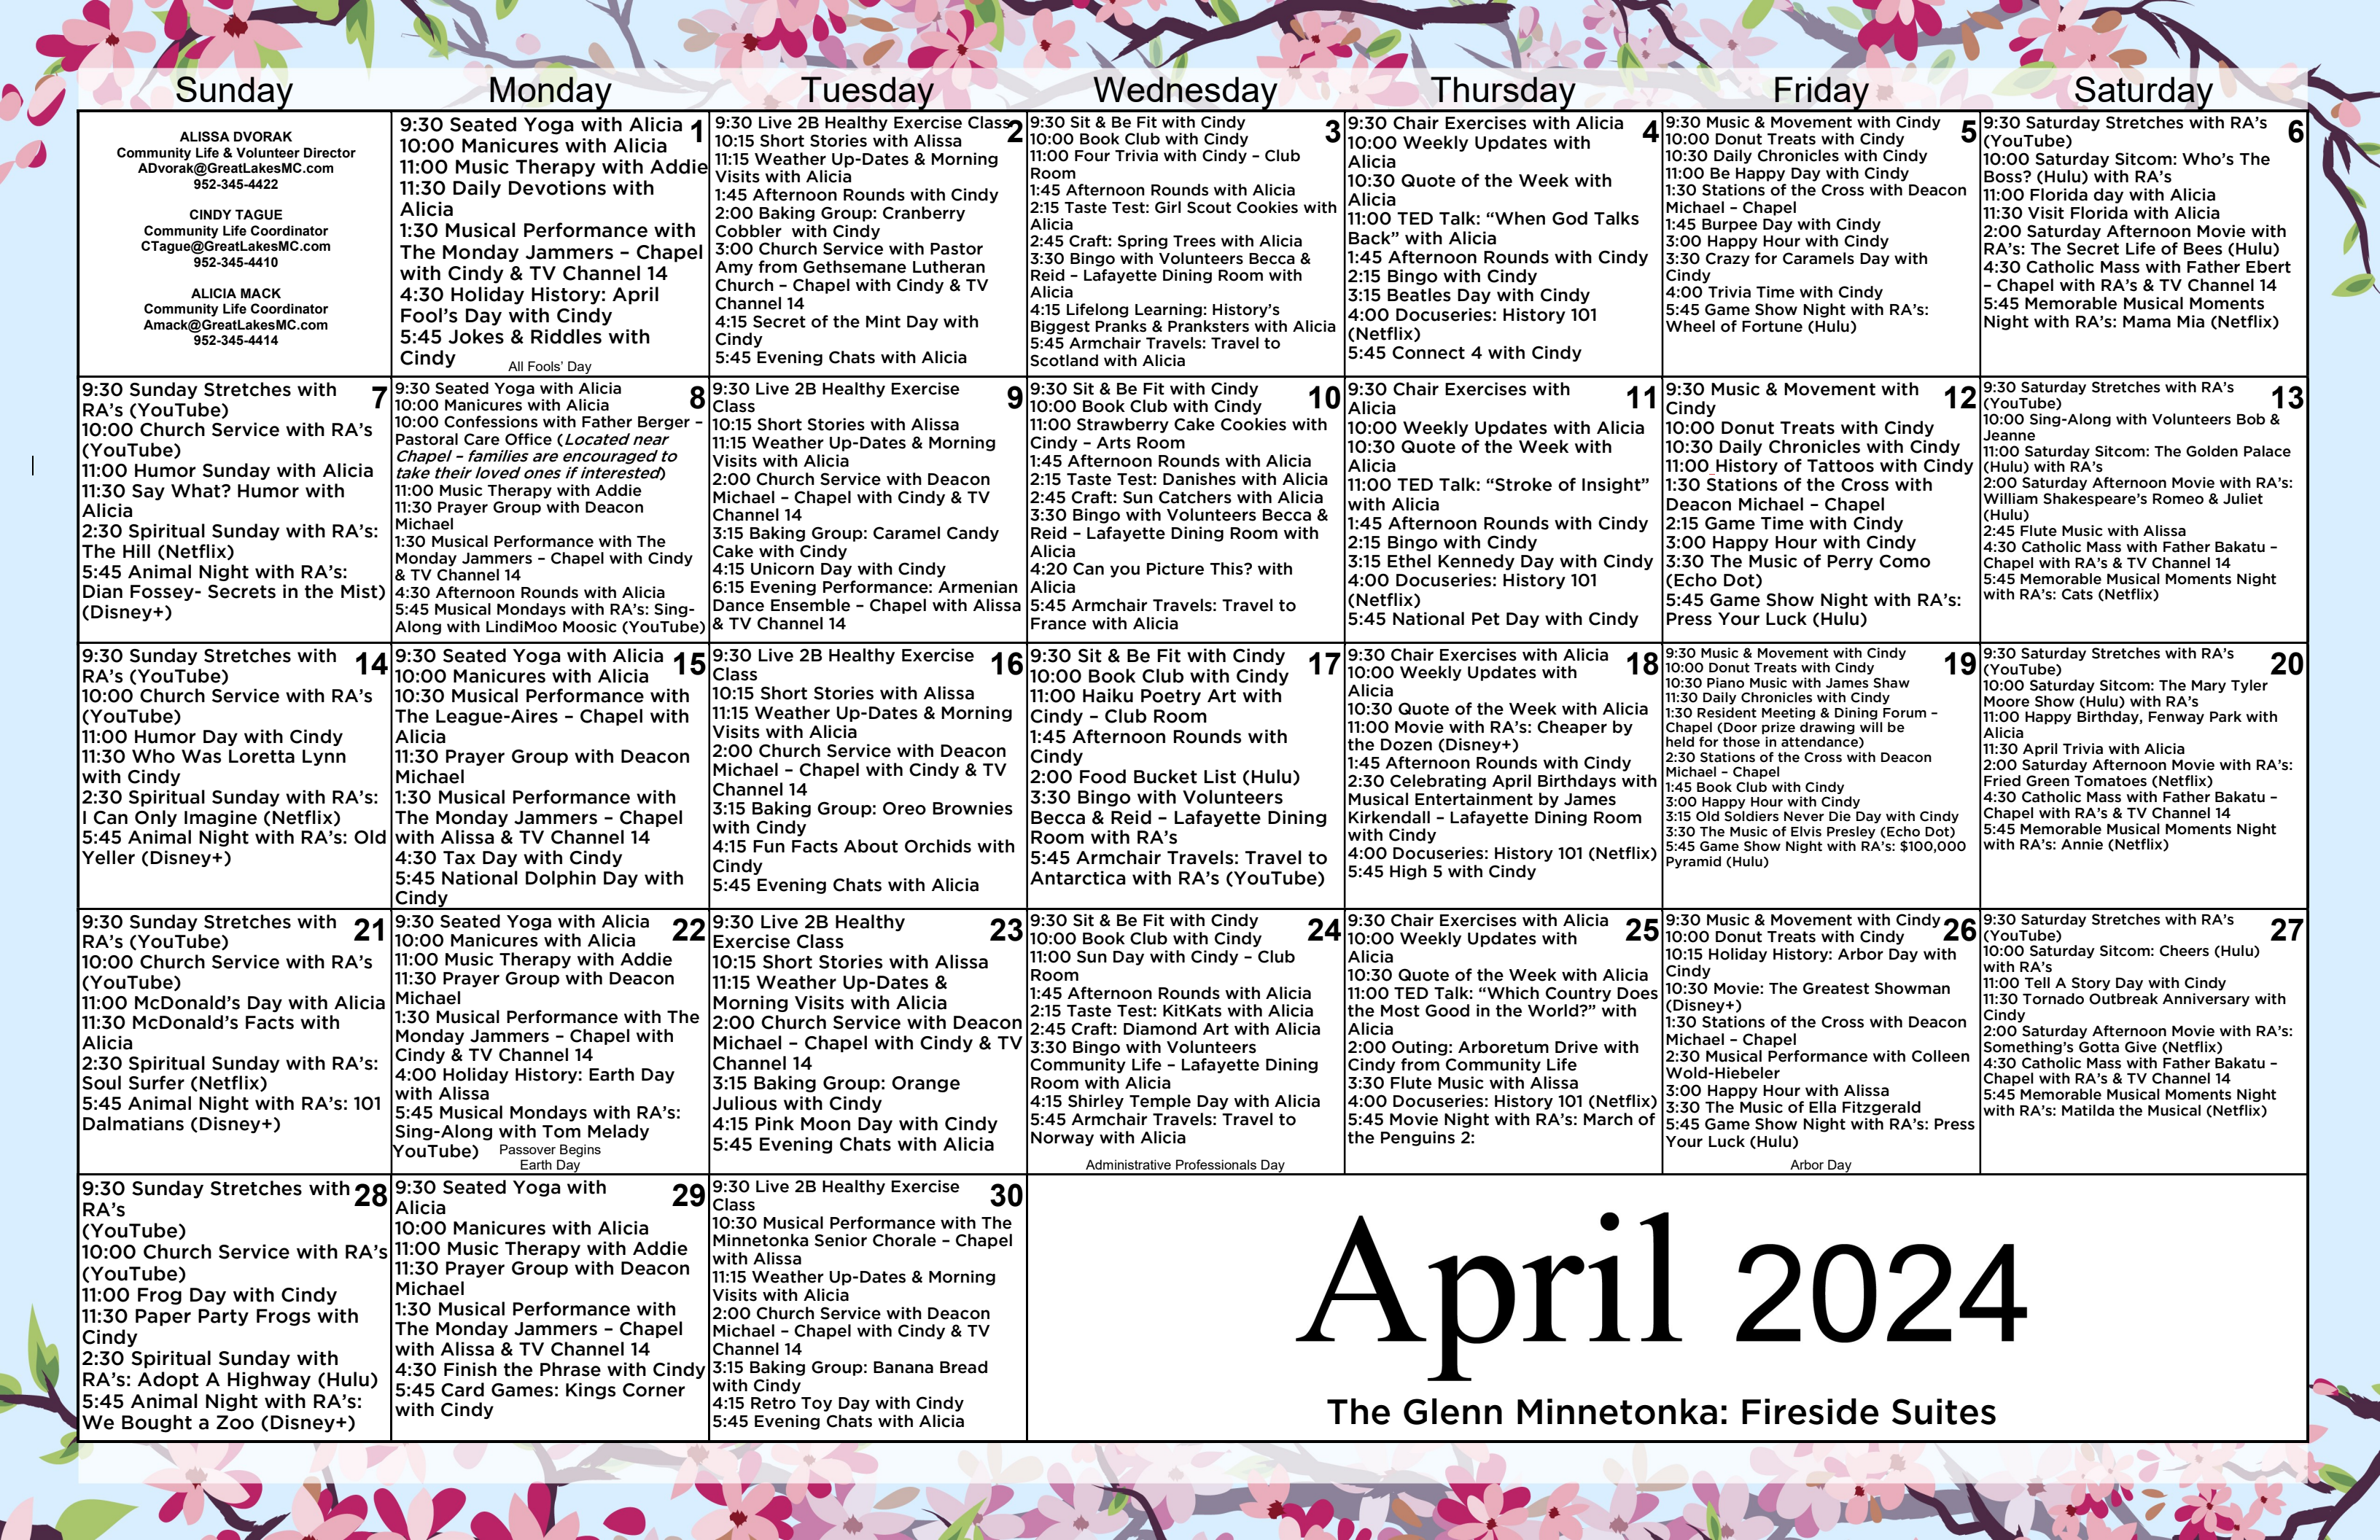 Sunday
Monday
Tuesday
Wednesday
Thursday
Friday
Saturday
ALISSA DVORAK
Community Life & Volunteer Director
ADvorak@GreatLakesMC.com
952-345-4422
CINDY TAGUE
Community Life Coordinator
CTague@GreatLakesMC.com
952-345-4410
ALICIA MACK
Community Life Coordinator
Amack@GreatLakesMC.com
952-345-4414
1
9:30 Seated Yoga with Alicia
10:00 Manicures with Alicia
11:00 Music Therapy with Addie
11:30 Daily Devotions with
Alicia
1:30 Musical Performance with
The Monday Jammers – Chapel
with Cindy & TV Channel 14
4:30 Holiday History: April
Fool's Day with Cindy
5:45 Jokes & Riddles with
Cindy
All Fools' Day
2
9:30 Live 2B Healthy Exercise Class
10:15 Short Stories with Alissa
11:15 Weather Up-Dates & Morning
Visits with Alicia
1:45 Afternoon Rounds with Cindy
2:00 Baking Group: Cranberry
Cobbler with Cindy
3:00 Church Service with Pastor
Amy from Gethsemane Lutheran
Church – Chapel with Cindy & TV
Channel 14
4:15 Secret of the Mint Day with
Cindy
5:45 Evening Chats with Alicia
3
9:30 Sit & Be Fit with Cindy
10:00 Book Club with Cindy
11:00 Four Trivia with Cindy – Club
Room
1:45 Afternoon Rounds with Alicia
2:15 Taste Test: Girl Scout Cookies with
Alicia
2:45 Craft: Spring Trees with Alicia
3:30 Bingo with Volunteers Becca &
Reid – Lafayette Dining Room with
Alicia
4:15 Lifelong Learning: History's
Biggest Pranks & Pranksters with Alicia
5:45 Armchair Travels: Travel to
Scotland with Alicia
4
9:30 Chair Exercises with Alicia
10:00 Weekly Updates with
Alicia
10:30 Quote of the Week with
Alicia
11:00 TED Talk: “When God Talks
Back” with Alicia
1:45 Afternoon Rounds with Cindy
2:15 Bingo with Cindy
3:15 Beatles Day with Cindy
4:00 Docuseries: History 101
(Netflix)
5:45 Connect 4 with Cindy
5
9:30 Music & Movement with Cindy
10:00 Donut Treats with Cindy
10:30 Daily Chronicles with Cindy
11:00 Be Happy Day with Cindy
1:30 Stations of the Cross with Deacon
Michael – Chapel
1:45 Burpee Day with Cindy
3:00 Happy Hour with Cindy
3:30 Crazy for Caramels Day with
Cindy
4:00 Trivia Time with Cindy
5:45 Game Show Night with RA's:
Wheel of Fortune (Hulu)
6
9:30 Saturday Stretches with RA's
(YouTube)
10:00 Saturday Sitcom: Who's The
Boss? (Hulu) with RA's
11:00 Florida day with Alicia
11:30 Visit Florida with Alicia
2:00 Saturday Afternoon Movie with
RA's: The Secret Life of Bees (Hulu)
4:30 Catholic Mass with Father Ebert
– Chapel with RA's & TV Channel 14
5:45 Memorable Musical Moments
Night with RA's: Mama Mia (Netflix)
7
9:30 Sunday Stretches with
RA's (YouTube)
10:00 Church Service with RA's
(YouTube)
11:00 Humor Sunday with Alicia
11:30 Say What? Humor with
Alicia
2:30 Spiritual Sunday with RA's:
The Hill (Netflix)
5:45 Animal Night with RA's:
Dian Fossey- Secrets in the Mist)
(Disney+)
8
9:30 Seated Yoga with Alicia
10:00 Manicures with Alicia
10:00 Confessions with Father Berger –
Pastoral Care Office (Located near
Chapel – families are encouraged to
take their loved ones if interested)
11:00 Music Therapy with Addie
11:30 Prayer Group with Deacon
Michael
1:30 Musical Performance with The
Monday Jammers – Chapel with Cindy
& TV Channel 14
4:30 Afternoon Rounds with Alicia
5:45 Musical Mondays with RA's: Sing-
Along with LindiMoo Moosic (YouTube)
9
9:30 Live 2B Healthy Exercise
Class
10:15 Short Stories with Alissa
11:15 Weather Up-Dates & Morning
Visits with Alicia
2:00 Church Service with Deacon
Michael – Chapel with Cindy & TV
Channel 14
3:15 Baking Group: Caramel Candy
Cake with Cindy
4:15 Unicorn Day with Cindy
6:15 Evening Performance: Armenian
Dance Ensemble – Chapel with Alissa
& TV Channel 14
10
9:30 Sit & Be Fit with Cindy
10:00 Book Club with Cindy
11:00 Strawberry Cake Cookies with
Cindy – Arts Room
1:45 Afternoon Rounds with Alicia
2:15 Taste Test: Danishes with Alicia
2:45 Craft: Sun Catchers with Alicia
3:30 Bingo with Volunteers Becca &
Reid – Lafayette Dining Room with
Alicia
4:20 Can you Picture This? with
Alicia
5:45 Armchair Travels: Travel to
France with Alicia
11
9:30 Chair Exercises with
Alicia
10:00 Weekly Updates with Alicia
10:30 Quote of the Week with
Alicia
11:00 TED Talk: “Stroke of Insight”
with Alicia
1:45 Afternoon Rounds with Cindy
2:15 Bingo with Cindy
3:15 Ethel Kennedy Day with Cindy
4:00 Docuseries: History 101
(Netflix)
5:45 National Pet Day with Cindy
12
9:30 Music & Movement with
Cindy
10:00 Donut Treats with Cindy
10:30 Daily Chronicles with Cindy
11:00 History of Tattoos with Cindy
1:30 Stations of the Cross with
Deacon Michael – Chapel
2:15 Game Time with Cindy
3:00 Happy Hour with Cindy
3:30 The Music of Perry Como
(Echo Dot)
5:45 Game Show Night with RA's:
Press Your Luck (Hulu)
13
9:30 Saturday Stretches with RA's
(YouTube)
10:00 Sing-Along with Volunteers Bob &
Jeanne
11:00 Saturday Sitcom: The Golden Palace
(Hulu) with RA's
2:00 Saturday Afternoon Movie with RA's:
William Shakespeare's Romeo & Juliet
(Hulu)
2:45 Flute Music with Alissa
4:30 Catholic Mass with Father Bakatu –
Chapel with RA's & TV Channel 14
5:45 Memorable Musical Moments Night
with RA's: Cats (Netflix)
14
9:30 Sunday Stretches with
RA's (YouTube)
10:00 Church Service with RA's
(YouTube)
11:00 Humor Day with Cindy
11:30 Who Was Loretta Lynn
with Cindy
2:30 Spiritual Sunday with RA's:
I Can Only Imagine (Netflix)
5:45 Animal Night with RA's: Old
Yeller (Disney+)
15
9:30 Seated Yoga with Alicia
10:00 Manicures with Alicia
10:30 Musical Performance with
The League-Aires – Chapel with
Alicia
11:30 Prayer Group with Deacon
Michael
1:30 Musical Performance with
The Monday Jammers – Chapel
with Alissa & TV Channel 14
4:30 Tax Day with Cindy
5:45 National Dolphin Day with
Cindy
16
9:30 Live 2B Healthy Exercise
Class
10:15 Short Stories with Alissa
11:15 Weather Up-Dates & Morning
Visits with Alicia
2:00 Church Service with Deacon
Michael – Chapel with Cindy & TV
Channel 14
3:15 Baking Group: Oreo Brownies
with Cindy
4:15 Fun Facts About Orchids with
Cindy
5:45 Evening Chats with Alicia
17
9:30 Sit & Be Fit with Cindy
10:00 Book Club with Cindy
11:00 Haiku Poetry Art with
Cindy – Club Room
1:45 Afternoon Rounds with
Cindy
2:00 Food Bucket List (Hulu)
3:30 Bingo with Volunteers
Becca & Reid – Lafayette Dining
Room with RA's
5:45 Armchair Travels: Travel to
Antarctica with RA's (YouTube)
18
9:30 Chair Exercises with Alicia
10:00 Weekly Updates with
Alicia
10:30 Quote of the Week with Alicia
11:00 Movie with RA's: Cheaper by
the Dozen (Disney+)
1:45 Afternoon Rounds with Cindy
2:30 Celebrating April Birthdays with
Musical Entertainment by James
Kirkendall – Lafayette Dining Room
with Cindy
4:00 Docuseries: History 101 (Netflix)
5:45 High 5 with Cindy
19
9:30 Music & Movement with Cindy
10:00 Donut Treats with Cindy
10:30 Piano Music with James Shaw
11:30 Daily Chronicles with Cindy
1:30 Resident Meeting & Dining Forum –
Chapel (Door prize drawing will be
held for those in attendance)
2:30 Stations of the Cross with Deacon
Michael – Chapel
1:45 Book Club with Cindy
3:00 Happy Hour with Cindy
3:15 Old Soldiers Never Die Day with Cindy
3:30 The Music of Elvis Presley (Echo Dot)
5:45 Game Show Night with RA's: $100,000
Pyramid (Hulu)
20
9:30 Saturday Stretches with RA's
(YouTube)
10:00 Saturday Sitcom: The Mary Tyler
Moore Show (Hulu) with RA's
11:00 Happy Birthday, Fenway Park with
Alicia
11:30 April Trivia with Alicia
2:00 Saturday Afternoon Movie with RA's:
Fried Green Tomatoes (Netflix)
4:30 Catholic Mass with Father Bakatu –
Chapel with RA's & TV Channel 14
5:45 Memorable Musical Moments Night
with RA's: Annie (Netflix)
21
9:30 Sunday Stretches with
RA's (YouTube)
10:00 Church Service with RA's
(YouTube)
11:00 McDonald's Day with Alicia
11:30 McDonald's Facts with
Alicia
2:30 Spiritual Sunday with RA's:
Soul Surfer (Netflix)
5:45 Animal Night with RA's: 101
Dalmatians (Disney+)
22
9:30 Seated Yoga with Alicia
10:00 Manicures with Alicia
11:00 Music Therapy with Addie
11:30 Prayer Group with Deacon
Michael
1:30 Musical Performance with The
Monday Jammers – Chapel with
Cindy & TV Channel 14
4:00 Holiday History: Earth Day
with Alissa
5:45 Musical Mondays with RA's:
Sing-Along with Tom Melady
YouTube)
Passover Begins
Earth Day
23
9:30 Live 2B Healthy
Exercise Class
10:15 Short Stories with Alissa
11:15 Weather Up-Dates &
Morning Visits with Alicia
2:00 Church Service with Deacon
Michael – Chapel with Cindy & TV
Channel 14
3:15 Baking Group: Orange
Julious with Cindy
4:15 Pink Moon Day with Cindy
5:45 Evening Chats with Alicia
24
9:30 Sit & Be Fit with Cindy
10:00 Book Club with Cindy
11:00 Sun Day with Cindy – Club
Room
1:45 Afternoon Rounds with Alicia
2:15 Taste Test: KitKats with Alicia
2:45 Craft: Diamond Art with Alicia
3:30 Bingo with Volunteers
Community Life – Lafayette Dining
Room with Alicia
4:15 Shirley Temple Day with Alicia
5:45 Armchair Travels: Travel to
Norway with Alicia
Administrative Professionals Day
25
9:30 Chair Exercises with Alicia
10:00 Weekly Updates with
Alicia
10:30 Quote of the Week with Alicia
11:00 TED Talk: “Which Country Does
the Most Good in the World?” with
Alicia
2:00 Outing: Arboretum Drive with
Cindy from Community Life
3:30 Flute Music with Alissa
4:00 Docuseries: History 101 (Netflix)
5:45 Movie Night with RA's: March of
the Penguins 2:
26
9:30 Music & Movement with Cindy
10:00 Donut Treats with Cindy
10:15 Holiday History: Arbor Day with
Cindy
10:30 Movie: The Greatest Showman
(Disney+)
1:30 Stations of the Cross with Deacon
Michael – Chapel
2:30 Musical Performance with Colleen
Wold-Hiebeler
3:00 Happy Hour with Alissa
3:30 The Music of Ella Fitzgerald
5:45 Game Show Night with RA's: Press
Your Luck (Hulu)
Arbor Day
27
9:30 Saturday Stretches with RA's
(YouTube)
10:00 Saturday Sitcom: Cheers (Hulu)
with RA's
11:00 Tell A Story Day with Cindy
11:30 Tornado Outbreak Anniversary with
Cindy
2:00 Saturday Afternoon Movie with RA's:
Something's Gotta Give (Netflix)
4:30 Catholic Mass with Father Bakatu –
Chapel with RA's & TV Channel 14
5:45 Memorable Musical Moments Night
with RA's: Matilda the Musical (Netflix)
28
9:30 Sunday Stretches with
RA's
(YouTube)
10:00 Church Service with RA's
(YouTube)
11:00 Frog Day with Cindy
11:30 Paper Party Frogs with
Cindy
2:30 Spiritual Sunday with
RA's: Adopt A Highway (Hulu)
5:45 Animal Night with RA's:
We Bought a Zoo (Disney+)
29
9:30 Seated Yoga with
Alicia
10:00 Manicures with Alicia
11:00 Music Therapy with Addie
11:30 Prayer Group with Deacon
Michael
1:30 Musical Performance with
The Monday Jammers – Chapel
with Alissa & TV Channel 14
4:30 Finish the Phrase with Cindy
5:45 Card Games: Kings Corner
with Cindy
30
9:30 Live 2B Healthy Exercise
Class
10:30 Musical Performance with The
Minnetonka Senior Chorale – Chapel
with Alissa
11:15 Weather Up-Dates & Morning
Visits with Alicia
2:00 Church Service with Deacon
Michael – Chapel with Cindy & TV
Channel 14
3:15 Baking Group: Banana Bread
with Cindy
4:15 Retro Toy Day with Cindy
5:45 Evening Chats with Alicia
April 2024
The Glenn Minnetonka: Fireside Suites